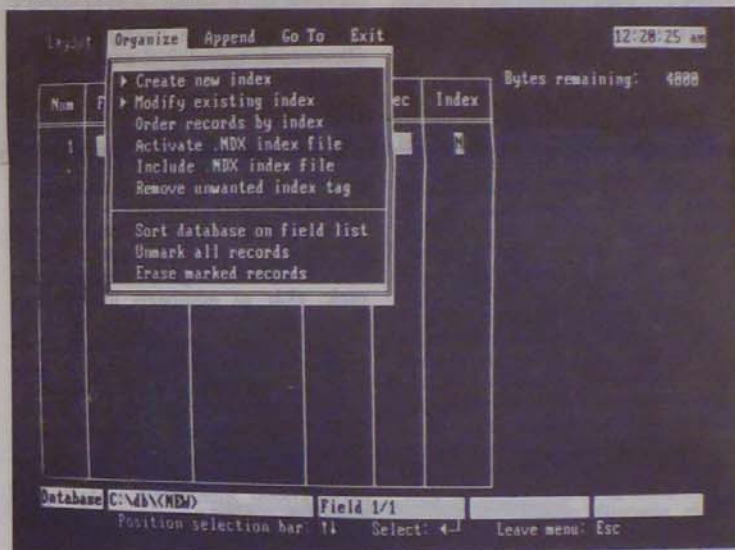 Layout Organize Append Go To Exit 12:20:25 am
Bytes remaining: 4000
Num F ec Index
Create new index
Modify existing index
Order records by index
1 Activate .MDX index file N
Include .MDX index file
Remove unwanted index tag
Sort database on field list
Unmark all records
Erase marked records
Database C:\db\<NEW> Field 1/1
Position selection bar: ↑↓ Select: ↵ Leave menu: Esc